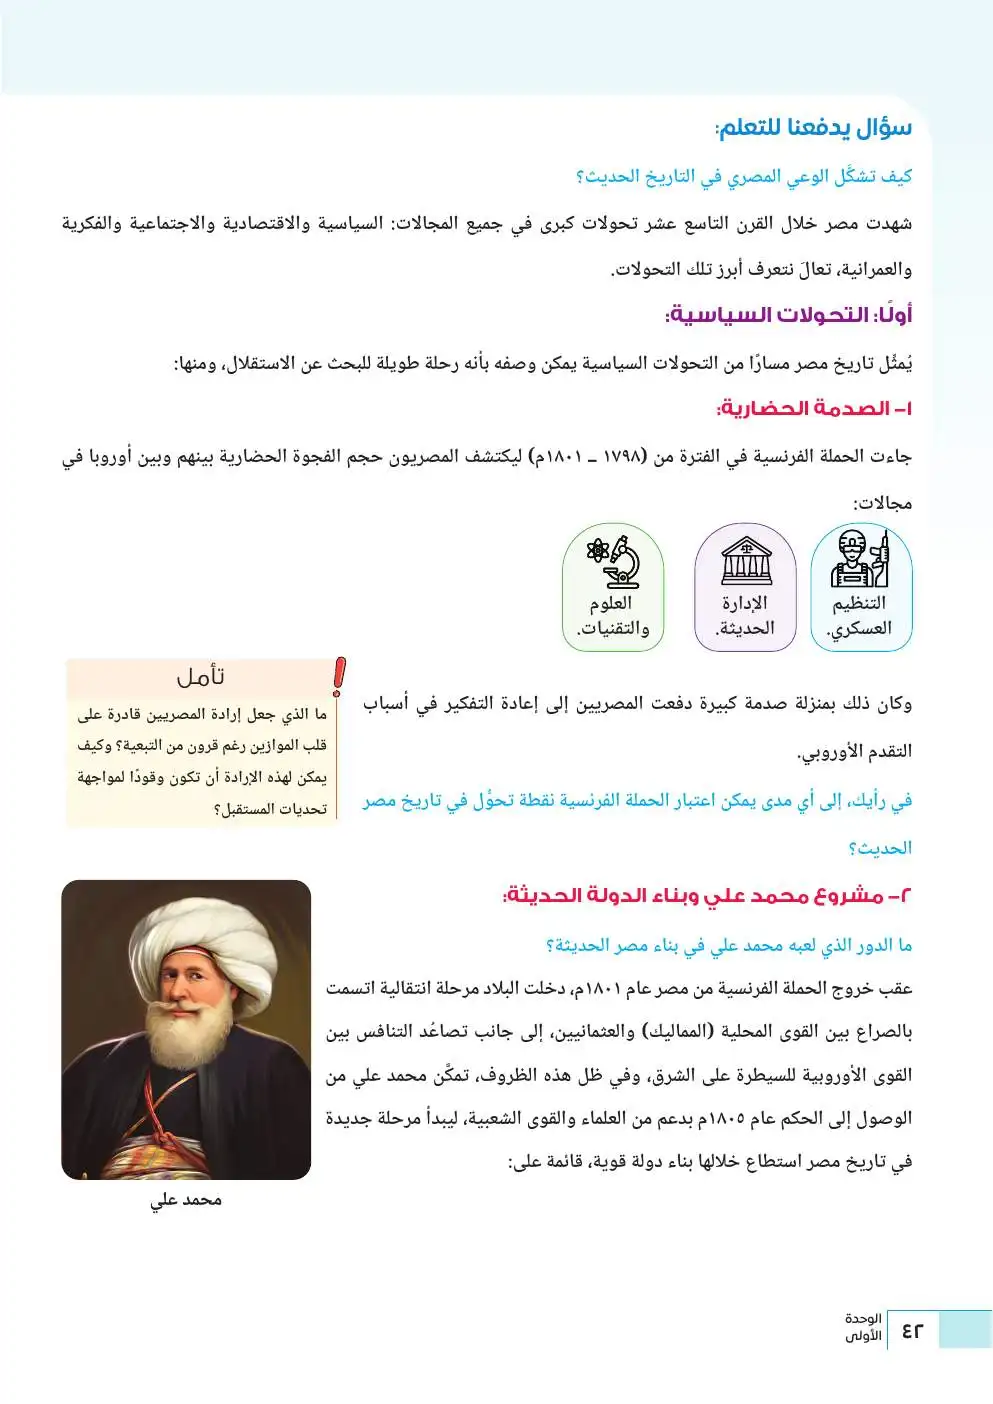 سؤال يدفعنا للتعلم:
كيف تشكَّل الوعي المصري في التاريخ الحديث؟
شهدت مصر خلال القرن التاسع عشر تحولات كبرى في جميع المجالات: السياسية والاقتصادية والاجتماعية والفكرية
والعمرانية، تعالَ نتعرف أبرز تلك التحولات.
أولًا: التحولات السياسية:
يُمثِّل تاريخ مصر مسارًا من التحولات السياسية يمكن وصفه بأنه رحلة طويلة للبحث عن الاستقلال، ومنها:
١- الصدمة الحضارية:
جاءت الحملة الفرنسية في الفترة من (١٧٩٨ – ١٨٠١م) ليكتشف المصريون حجم الفجوة الحضارية بينهم وبين أوروبا في
مجالات:
التنظيم
العسكري.
الإدارة
الحديثة.
العلوم
والتقنيات.
وكان ذلك بمنزلة صدمة كبيرة دفعت المصريين إلى إعادة التفكير في أسباب
التقدم الأوروبي.
في رأيك، إلى أي مدى يمكن اعتبار الحملة الفرنسية نقطة تحوُّل في تاريخ مصر
الحديث؟
تأمل
ما الذي جعل إرادة المصريين قادرة على
قلب الموازين رغم قرون من التبعية؟ وكيف
يمكن لهذه الإرادة أن تكون وقودًا لمواجهة
تحديات المستقبل؟
٢- مشروع محمد علي وبناء الدولة الحديثة:
ما الدور الذي لعبه محمد علي في بناء مصر الحديثة؟
عقب خروج الحملة الفرنسية من مصر عام ١٨٠١م، دخلت البلاد مرحلة انتقالية اتسمت
بالصراع بين القوى المحلية (المماليك) والعثمانيين، إلى جانب تصاعُد التنافس بين
القوى الأوروبية للسيطرة على الشرق، وفي ظل هذه الظروف، تمكَّن محمد علي من
الوصول إلى الحكم عام ١٨٠٥م بدعم من العلماء والقوى الشعبية، ليبدأ مرحلة جديدة
في تاريخ مصر استطاع خلالها بناء دولة قوية، قائمة على:
محمد علي
٤٢
الوحدة
الأولى